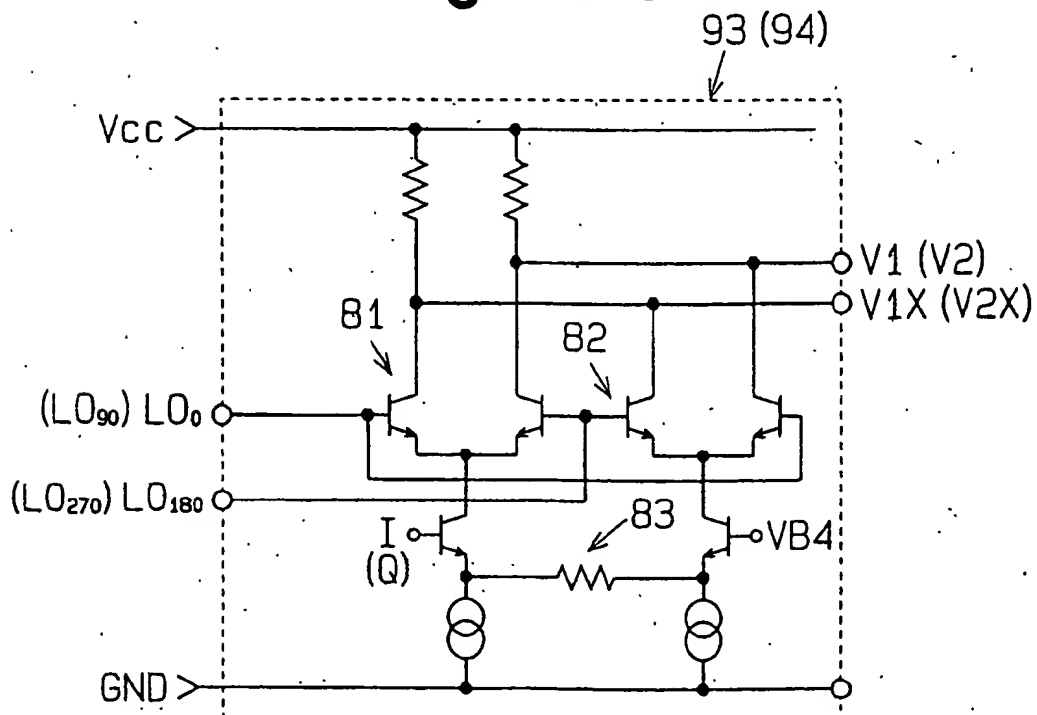 93 (94)
Vcc
V1 (V2)
V1X (V2X)
81
82
(LO₉₀) LO₀
(LO₂₇₀) LO₁₈₀
83
I
(Q)
VB4
GND